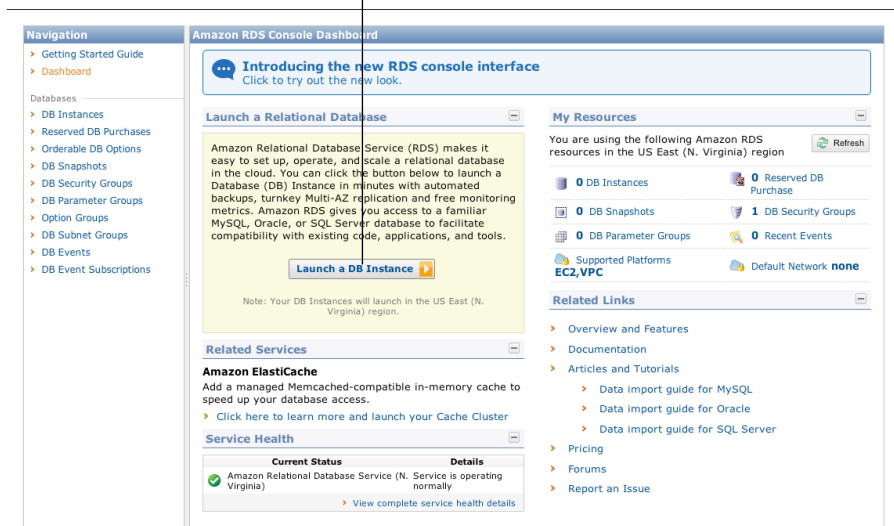 Navigation
Getting Started Guide
Dashboard
Databases
DB Instances
Reserved DB Purchases
Orderable DB Options
DB Snapshots
DB Security Groups
DB Parameter Groups
Option Groups
DB Subnet Groups
DB Events
DB Event Subscriptions
Amazon RDS Console Dashboard
Introducing the new RDS console interface
Click to try out the new look.
Launch a Relational Database
Amazon Relational Database Service (RDS) makes it
easy to set up, operate, and scale a relational database
in the cloud. You can click the button below to launch a
Database (DB) Instance in minutes with automated
backups, turnkey Multi-AZ replication and free monitoring
metrics. Amazon RDS gives you access to a familiar
MySQL, Oracle, or SQL Server database to facilitate
compatibility with existing code, applications, and tools.
Launch a DB Instance
Note: Your DB Instances will launch in the US East (N.
Virginia) region.
Related Services
Amazon ElastiCache
Add a managed Memcached-compatible in-memory cache to
speed up your database access.
Click here to learn more and launch your Cache Cluster
Service Health
Current Status Details
Amazon Relational Database Service (N. Service is operating
Virginia) normally
View complete service health details
My Resources
You are using the following Amazon RDS
resources in the US East (N. Virginia) region
Refresh
0 DB Instances
0 Reserved DB
Purchase
0 DB Snapshots
1 DB Security Groups
0 DB Parameter Groups
0 Recent Events
Supported Platforms
EC2,VPC
Default Network none
Related Links
Overview and Features
Documentation
Articles and Tutorials
Data import guide for MySQL
Data import guide for Oracle
Data import guide for SQL Server
Pricing
Forums
Report an Issue